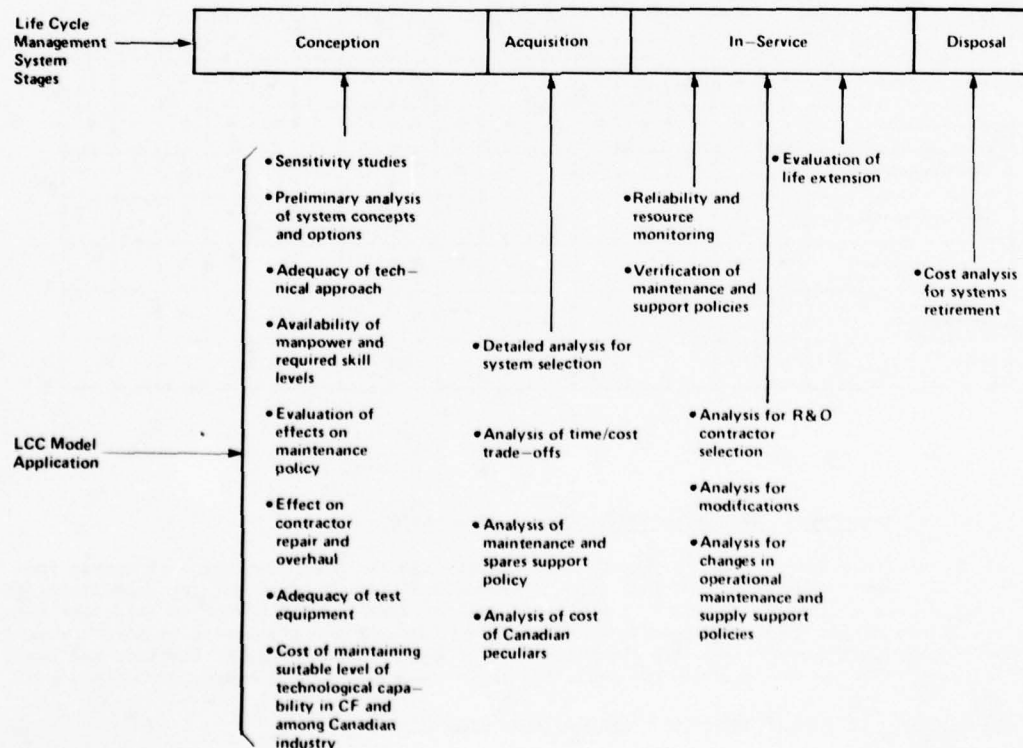 Life Cycle
Management
System
Stages
Conception
Acquisition
In-Service
Disposal
• Sensitivity studies
• Preliminary analysis
of system concepts
and options
• Adequacy of tech-
nical approach
• Availability of
manpower and
required skill
levels
• Evaluation of
effects on
maintenance
policy
• Effect on
contractor
repair and
overhaul
• Adequacy of test
equipment
• Cost of maintaining
suitable level of
technological capa-
bility in CF and
among Canadian
industry
LCC Model
Application
• Detailed analysis for
system selection
• Analysis of time/cost
trade-offs
• Analysis of
maintenance and
spares support
policy
• Analysis of cost
of Canadian
peculiars
• Reliability and
resource
monitoring
• Verification of
maintenance and
support policies
• Analysis for R&O
contractor
selection
• Analysis for
modifications
• Analysis for
changes in
operational
maintenance and
supply support
policies
• Evaluation of
life extension
• Cost analysis
for systems
retirement